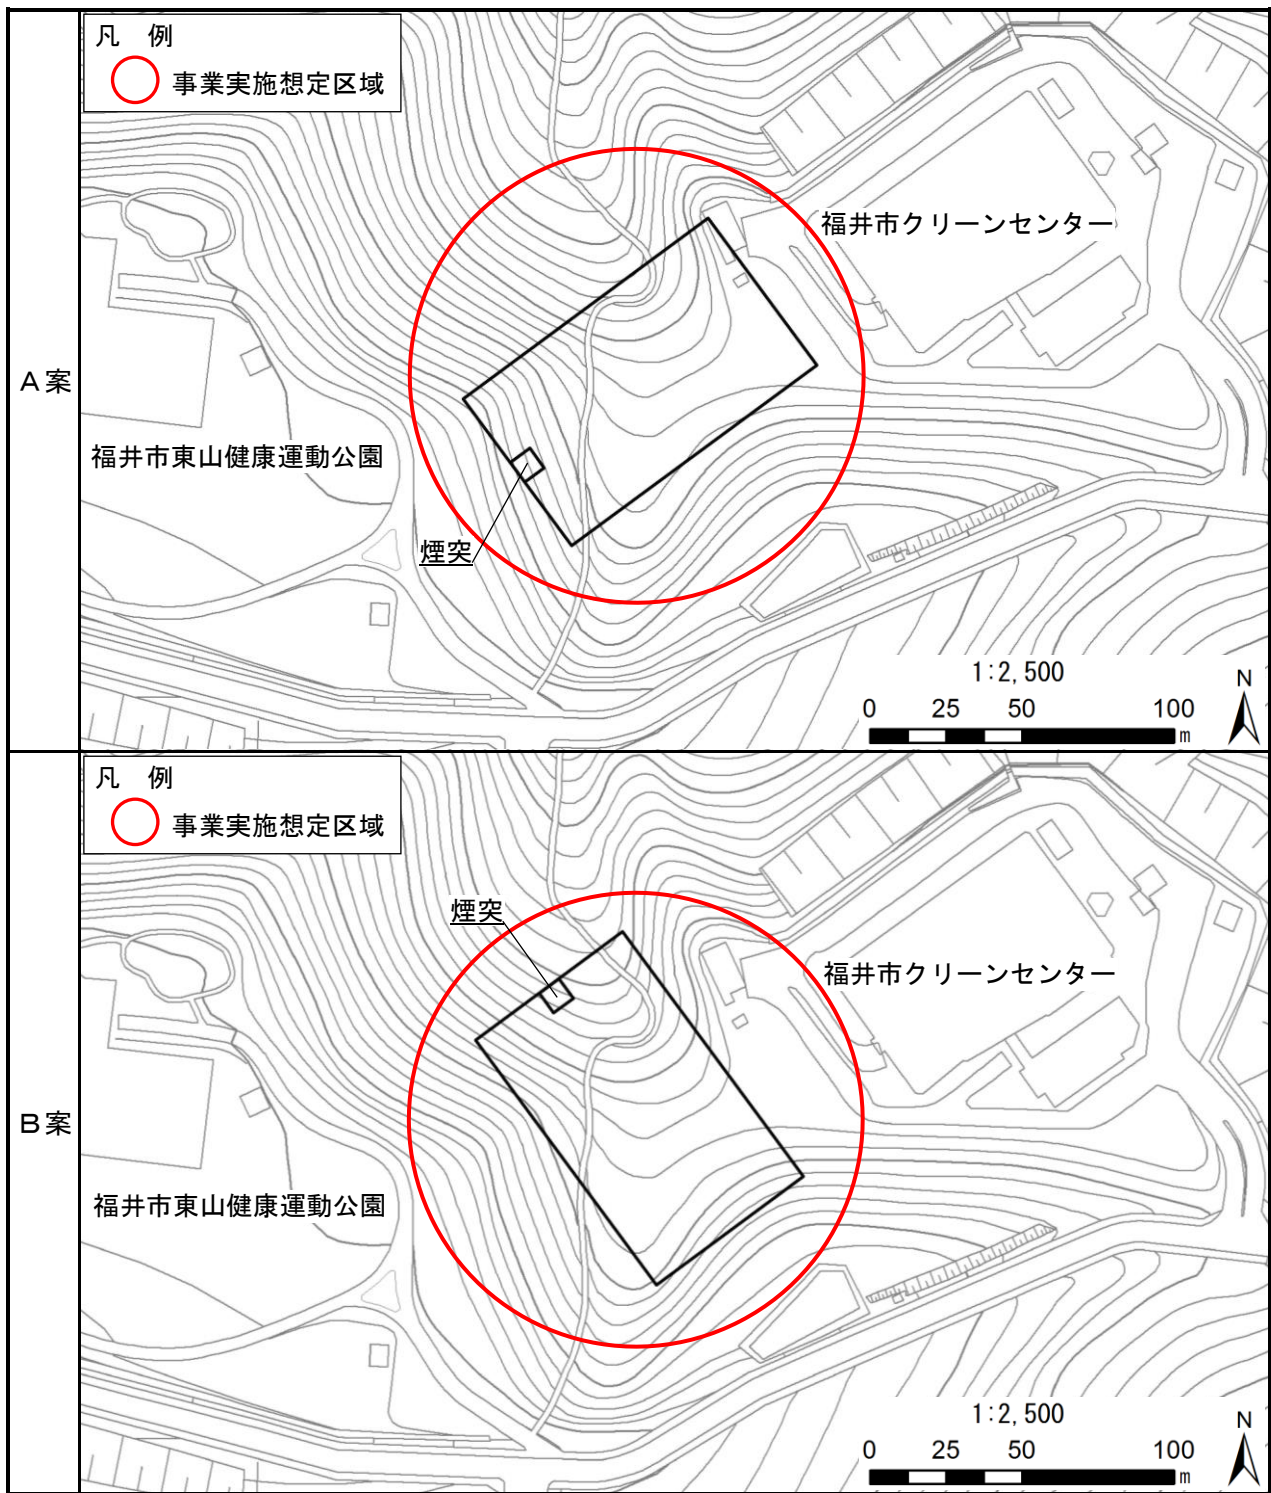 A案
凡 例
事業実施想定区域
福井市クリーンセンター
福井市東山健康運動公園
煙突
1:2,500
0 25 50 100
m
N
B案
凡 例
事業実施想定区域
煙突
福井市クリーンセンター
福井市東山健康運動公園
1:2,500
0 25 50 100
m
N